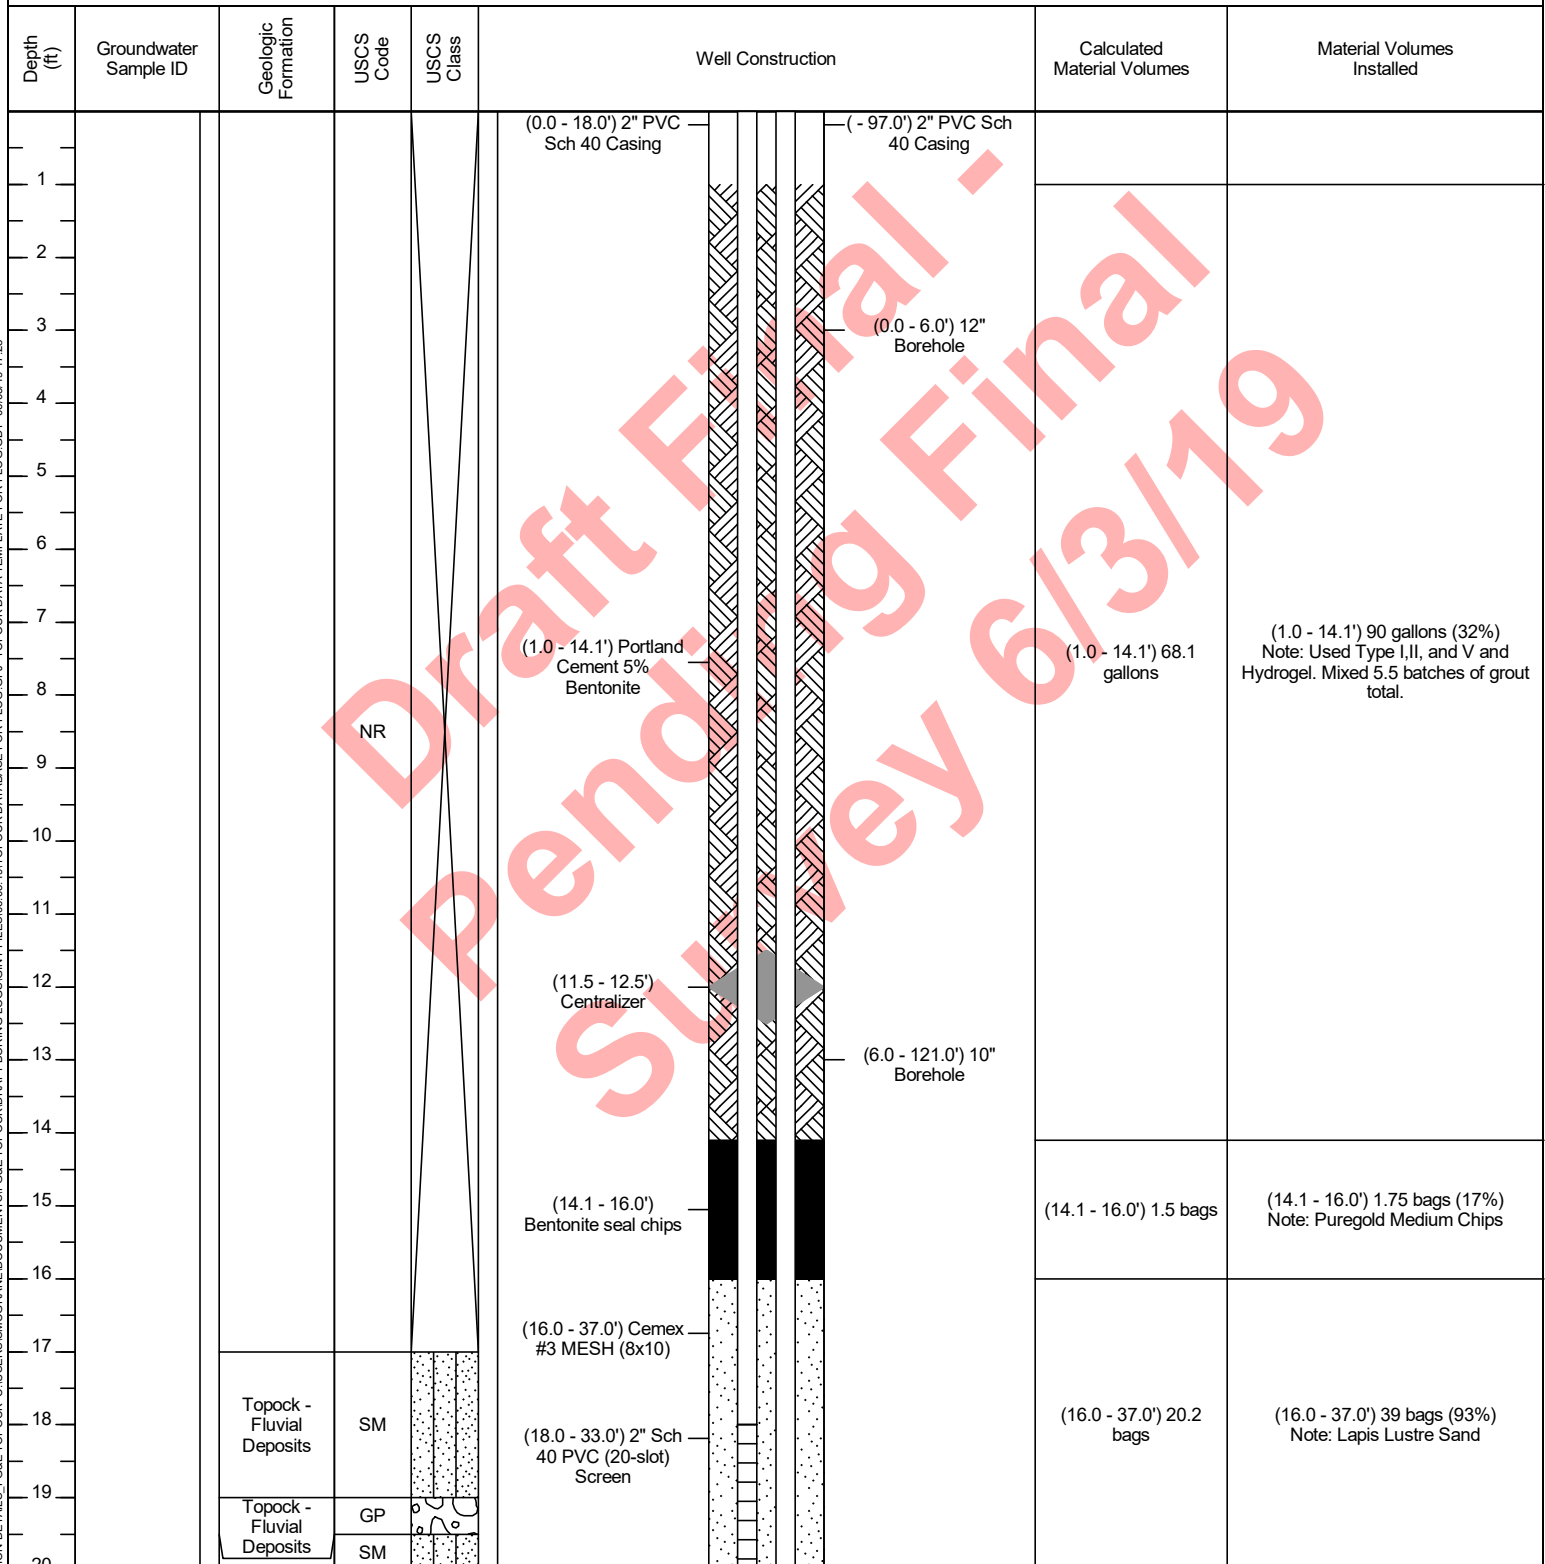 Depth
(ft)
Groundwater
Sample ID
Geologic
Formation
USCS
Code
USCS
Class
Well Construction
Calculated
Material Volumes
Material Volumes
Installed
(0.0 - 18.0') 2" PVC
Sch 40 Casing
( - 97.0') 2" PVC Sch
40 Casing
1
2
3
(0.0 - 6.0') 12"
Borehole
4
5
6
7
(1.0 - 14.1') Portland
Cement 5%
Bentonite
(1.0 - 14.1') 68.1
gallons
(1.0 - 14.1') 90 gallons (32%)
Note: Used Type I,II, and V and
Hydrogel. Mixed 5.5 batches of grout
total.
8
NR
9
10
11
12
(11.5 - 12.5')
Centralizer
13
(6.0 - 121.0') 10"
Borehole
14
15
(14.1 - 16.0')
Bentonite seal chips
(14.1 - 16.0') 1.5 bags
(14.1 - 16.0') 1.75 bags (17%)
Note: Puregold Medium Chips
16
(16.0 - 37.0') Cemex
#3 MESH (8x10)
17
Topock -
Fluvial
Deposits
SM
18
(18.0 - 33.0') 2" Sch
40 PVC (20-slot)
Screen
(16.0 - 37.0') 20.2
bags
(16.0 - 37.0') 39 bags (93%)
Note: Lapis Lustre Sand
19
Topock -
Fluvial
Deposits
GP
SM
20
Draft Final -
Pending Final
Survey 6/3/19